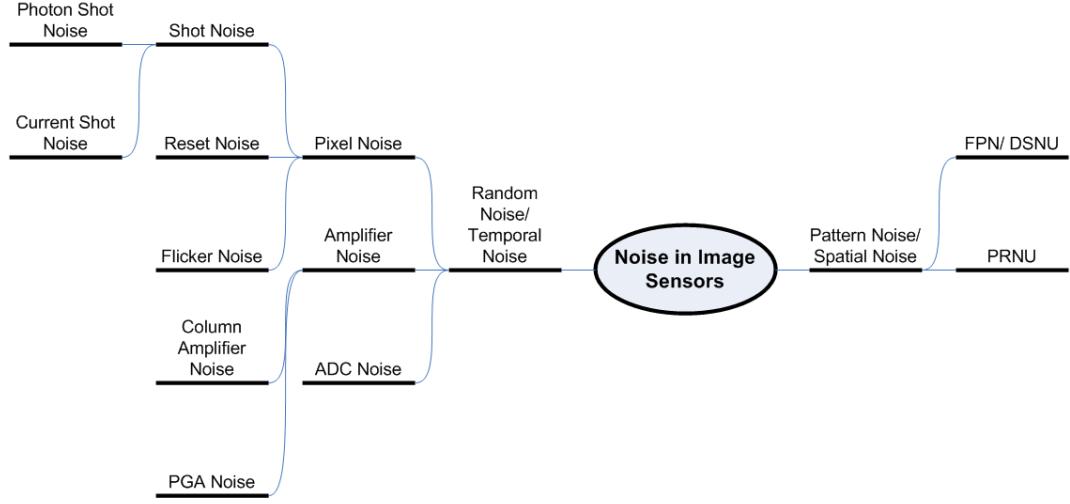 Photon Shot
Noise
Shot Noise
Current Shot
Noise
Reset Noise
Pixel Noise
FPN/ DSNU
Random
Noise/
Temporal
Noise
Flicker Noise
Amplifier
Noise
Noise in Image
Sensors
Pattern Noise/
Spatial Noise
PRNU
Column
Amplifier
Noise
ADC Noise
PGA Noise